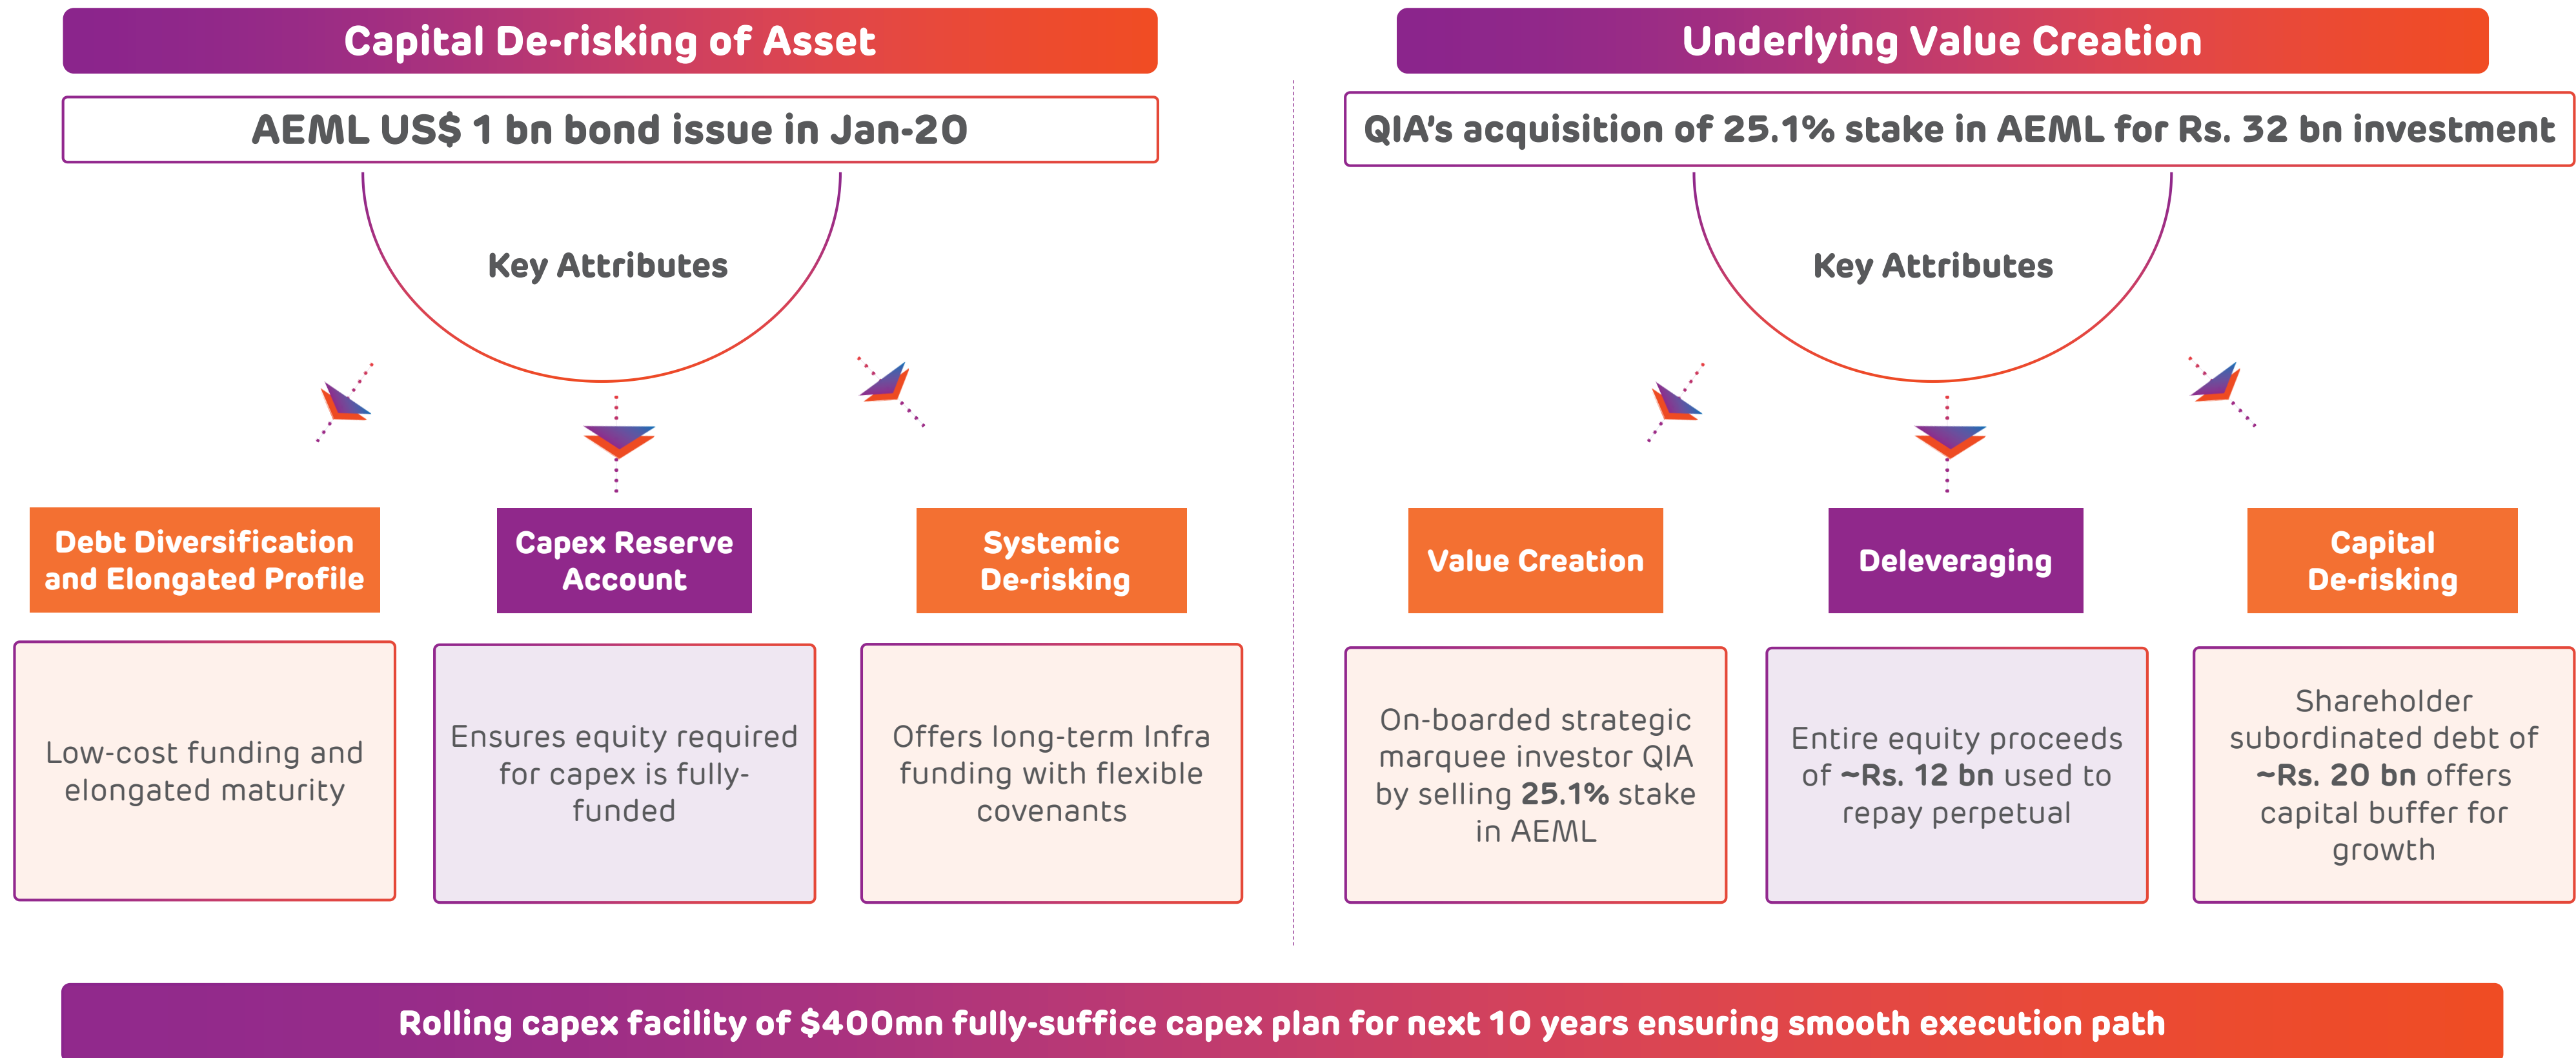 Capital De-risking of Asset
AEML US$ 1 bn bond issue in Jan-20
Key Attributes
Debt Diversification
and Elongated Profile
Capex Reserve
Account
Systemic
De-risking
Low-cost funding and
elongated maturity
Ensures equity required
for capex is fully-
funded
Offers long-term Infra
funding with flexible
covenants
Underlying Value Creation
QIA's acquisition of 25.1% stake in AEML for Rs. 32 bn investment
Key Attributes
Value Creation
Deleveraging
Capital
De-risking
On-boarded strategic
marquee investor QIA
by selling 25.1% stake
in AEML
Entire equity proceeds
of ~Rs. 12 bn used to
repay perpetual
Shareholder
subordinated debt of
~Rs. 20 bn offers
capital buffer for
growth
Rolling capex facility of $400mn fully-suffice capex plan for next 10 years ensuring smooth execution path